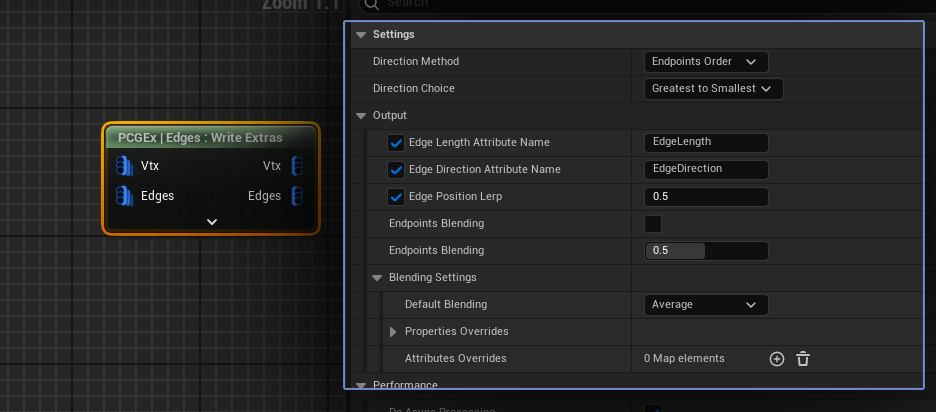 Zoom 1:1
Search
Settings
Direction Method
Endpoints Order
Direction Choice
Greatest to Smallest
Output
Edge Length Attribute Name
EdgeLength
Edge Direction Attribute Name
EdgeDirection
Edge Position Lerp
0.5
Endpoints Blending
Endpoints Blending
0.5
Blending Settings
Default Blending
Average
Properties Overrides
Attributes Overrides
0 Map elements
Performance
Do Async Processing
PCGEx | Edges : Write Extras
Vtx
Vtx
Edges
Edges